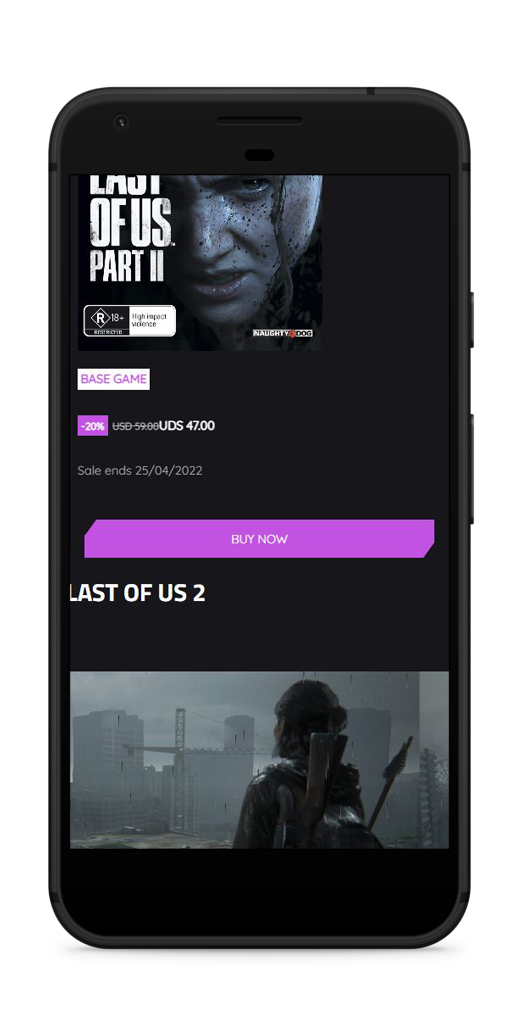 LAST
OF US
PART II
R 18+ High impact violence
RESTRICTED
NAUGHTY DOG
BASE GAME
-20% USD 59.00UDS 47.00
Sale ends 25/04/2022
BUY NOW
LAST OF US 2